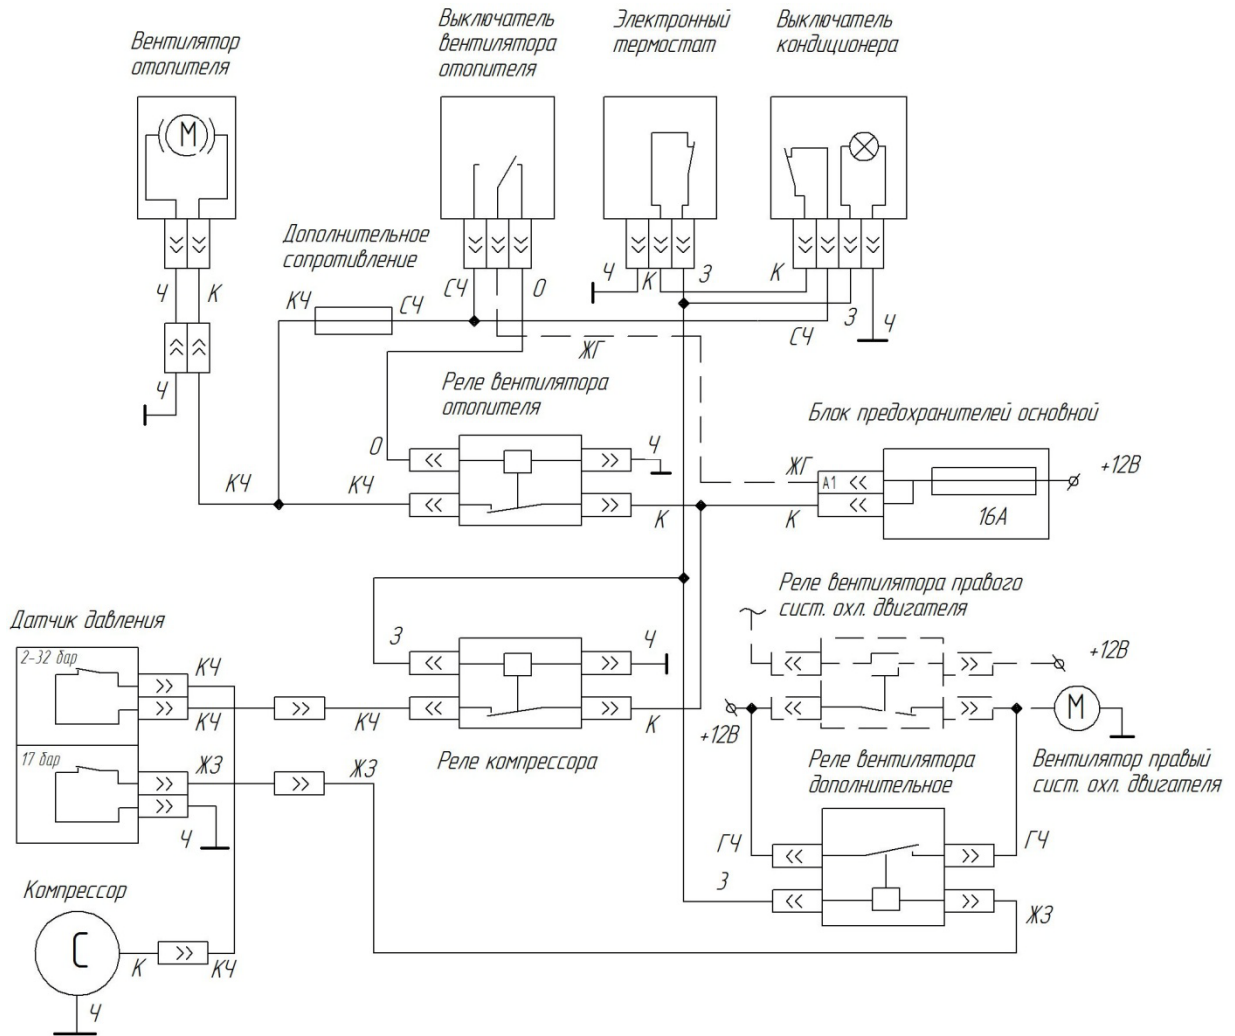 Вентилятор
отопителя
Выключатель
вентилятора
отопителя
Электронный
термостат
Выключатель
кондиционера
М
Дополнительное
сопротивление
Ч
К
КЧ
СЧ
СЧ
О
Ч
К
З
К
СЧ
З
Ч
ЖГ
Ч
Реле вентилятора
отопителя
Блок предохранителей основной
О
Ч
ЖГ
А1
+12В
КЧ
КЧ
К
К
16А
Датчик давления
2-32 бар
КЧ
КЧ
КЧ
З
Ч
К
Реле компрессора
17 бар
ЖЗ
ЖЗ
Ч
Реле вентилятора правого
сист. охл. двигателя
+12В
+12В
М
Реле вентилятора
дополнительное
Вентилятор правый
сист. охл. двигателя
ГЧ
ГЧ
З
ЖЗ
Компрессор
С
К
КЧ
Ч